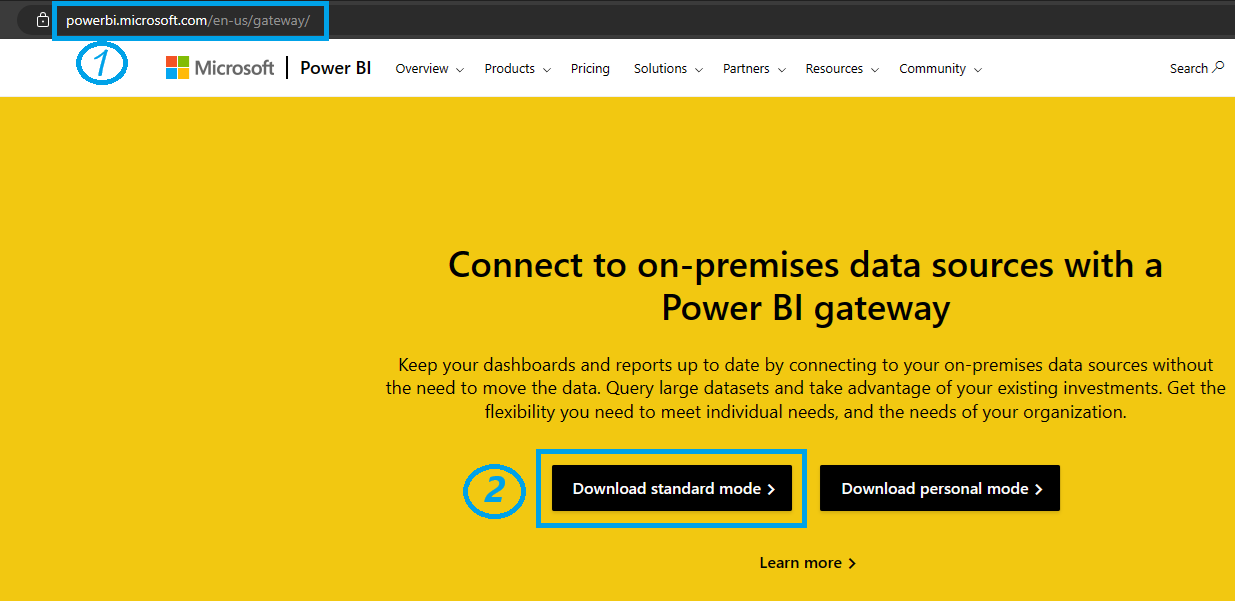 powerbi.microsoft.com/en-us/gateway/
1
Microsoft | Power BI Overview Products Pricing Solutions Partners Resources Community Search
Connect to on-premises data sources with a
Power BI gateway
Keep your dashboards and reports up to date by connecting to your on-premises data sources without
the need to move the data. Query large datasets and take advantage of your existing investments. Get the
flexibility you need to meet individual needs, and the needs of your organization.
2 Download standard mode > Download personal mode >
Learn more >